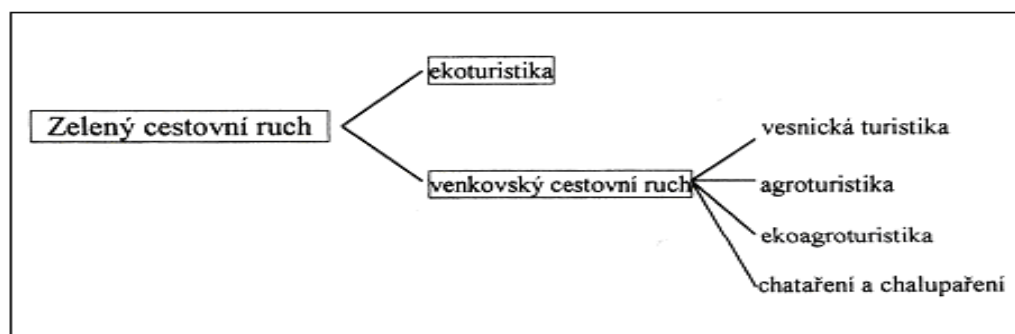 Zelený cestovní ruch
ekoturistika
venkovský cestovní ruch
vesnická turistika
agroturistika
ekoagroturistika
chataření a chalupaření